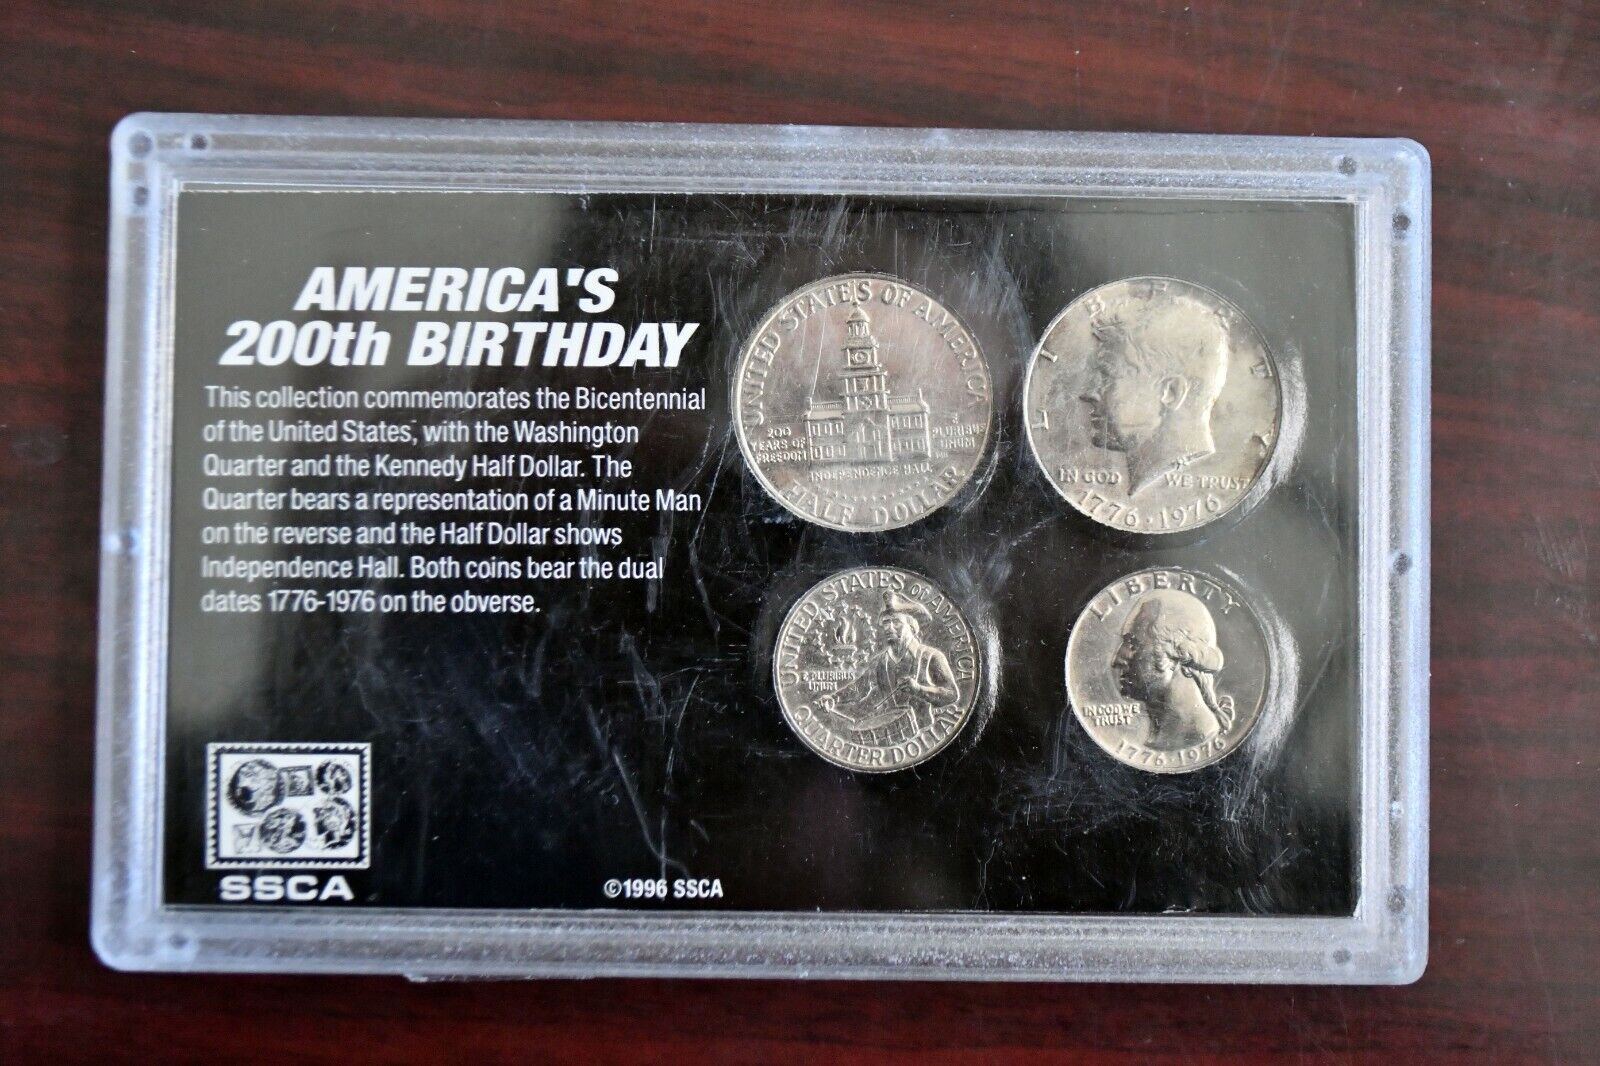 AMERICA'S
200th BIRTHDAY
This collection commemorates the Bicentennial
of the United States, with the Washington
Quarter and the Kennedy Half Dollar. The
Quarter bears a representation of a Minute Man
on the reverse and the Half Dollar shows
Independence Hall. Both coins bear the dual
dates 1776-1976 on the obverse.
SSCA
©1996 SSCA
UNITED STATES OF AMERICA
200
YEARS OF
FREEDOM
E
PLURIBUS
UNUM
INDEPENDENCE HALL
HALF DOLLAR
LIBERTY
IN GOD WE TRUST
1776·1976
UNITED STATES OF AMERICA
E PLURIBUS
UNUM
QUARTER DOLLAR
LIBERTY
IN GOD WE
TRUST
1776·1976